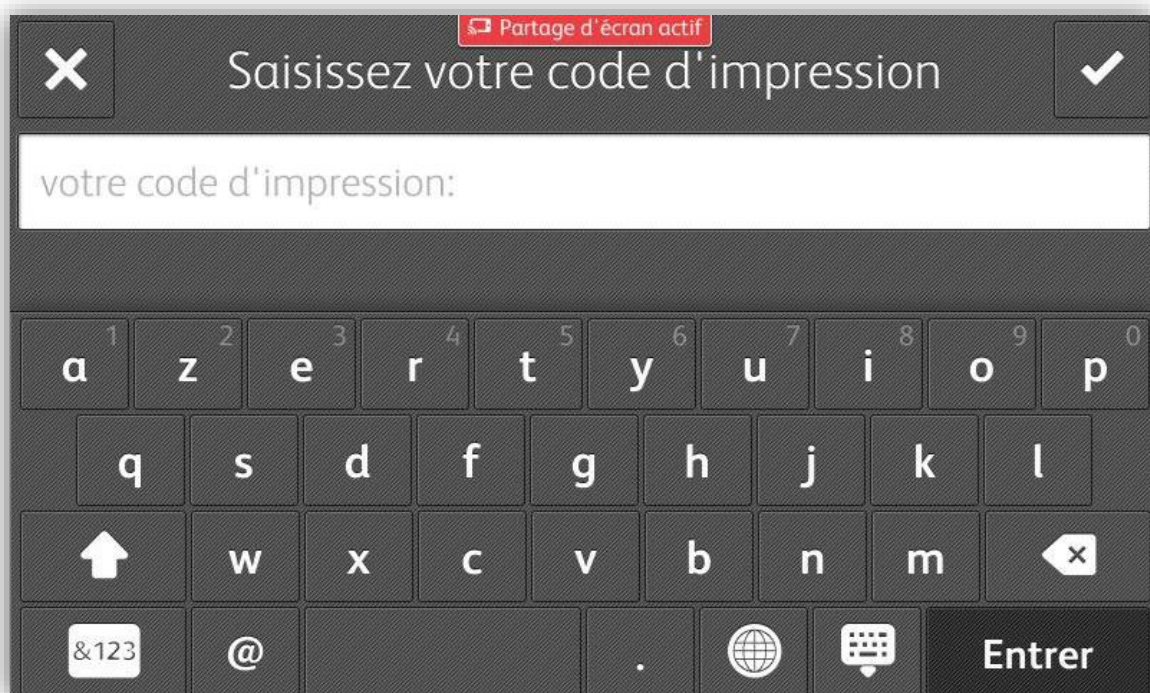 Partage d'écran actif
Saisissez votre code d'impression
votre code d'impression:
1 2 3 4 5 6 7 8 9 0
a z e r t y u i o p
q s d f g h j k l
w x c v b n m
&123 @ . Entrer